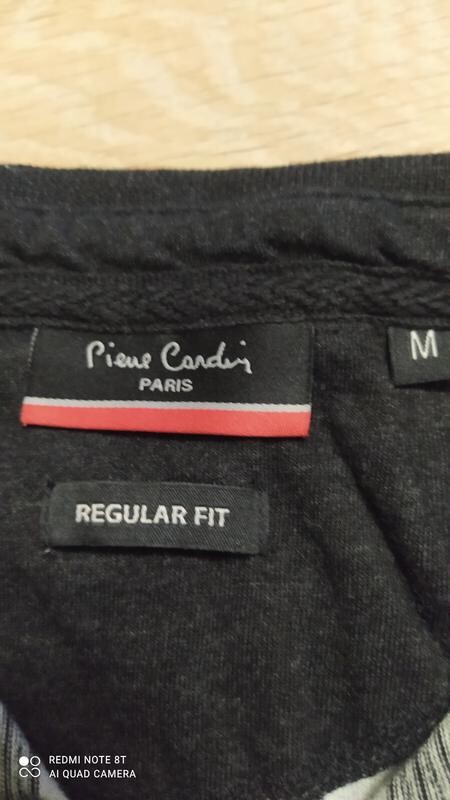 Pierre Cardin
PARIS
M
REGULAR FIT
REDMI NOTE 8T
AI QUAD CAMERA